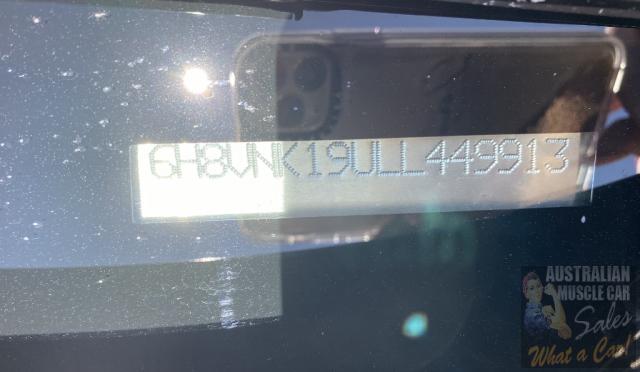 6H8VNK19ULL449913
AUSTRALIAN
MUSCLE CAR
Sales
What a Car!